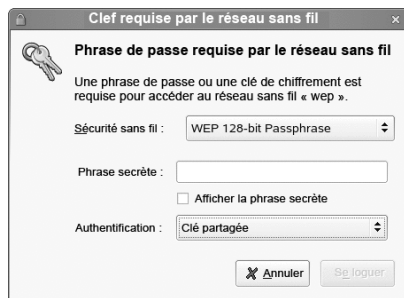 Clef requise par le réseau sans fil
Phrase de passe requise par le réseau sans fil
Une phrase de passe ou une clé de chiffrement est
requise pour accéder au réseau sans fil « wep ».
Sécurité sans fil : WEP 128-bit Passphrase
Phrase secrète :
Afficher la phrase secrète
Authentification : Clé partagée
Annuler Se loguer